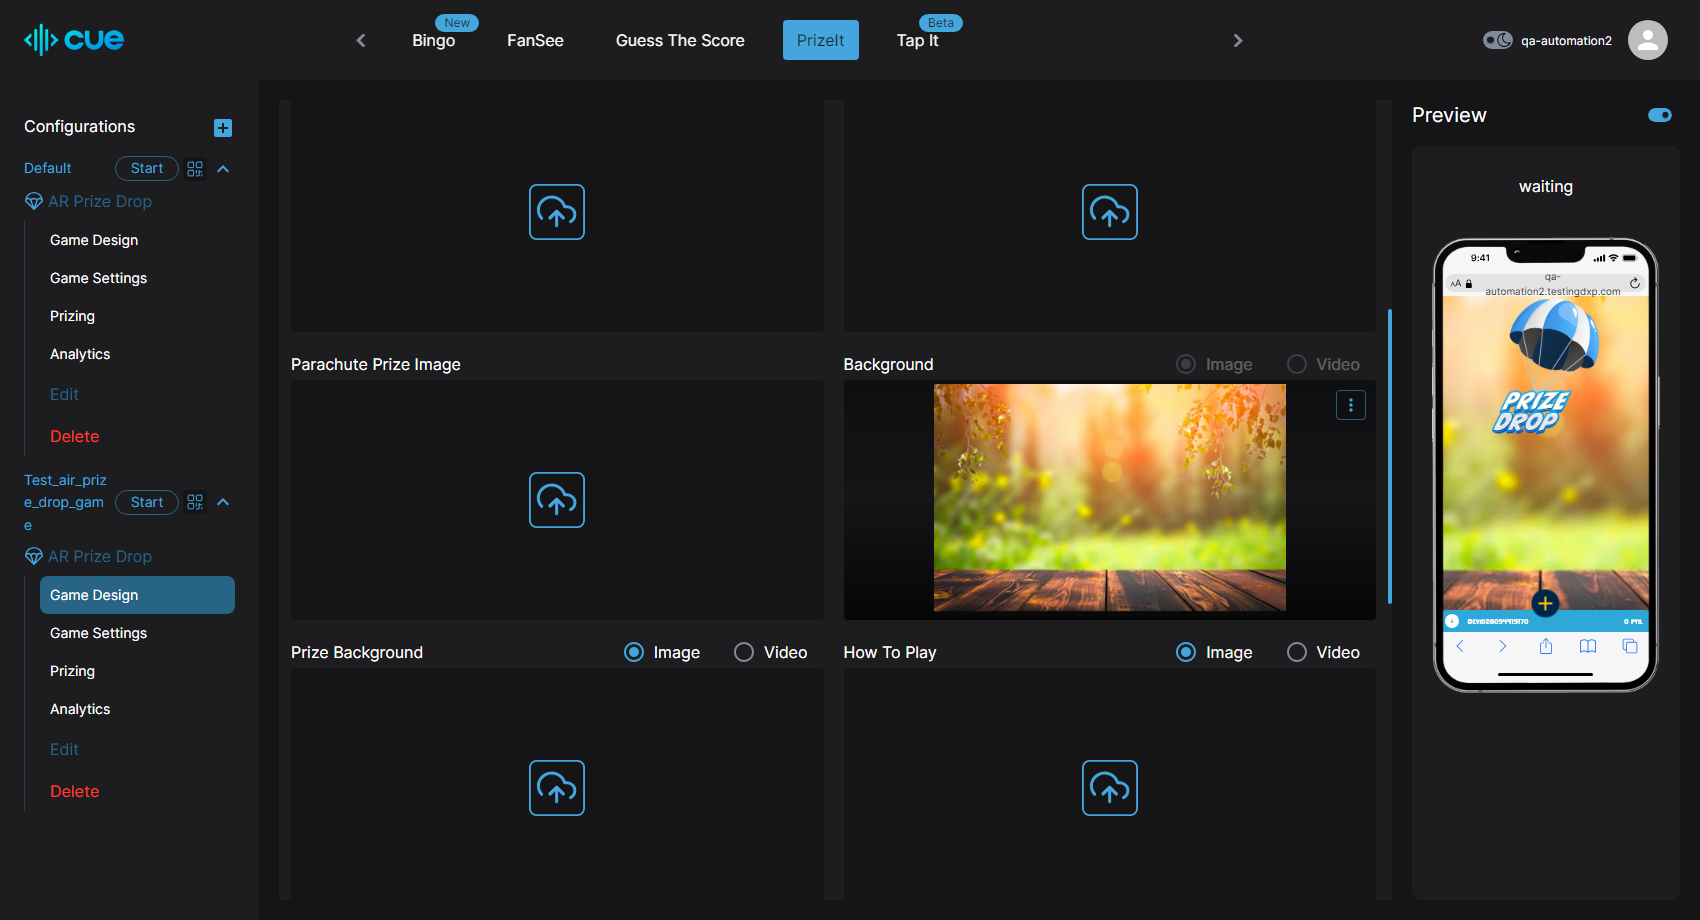 cue
Bingo
New
FanSee
Guess The Score
PrizeIt
Tap It
Beta
qa-automation2
Configurations
Default
Start
AR Prize Drop
Game Design
Game Settings
Prizing
Analytics
Edit
Delete
Test_air_priz
e_drop_gam
e
Start
AR Prize Drop
Game Design
Game Settings
Prizing
Analytics
Edit
Delete
Parachute Prize Image
Background
Image
Video
Prize Background
Image
Video
How To Play
Image
Video
Preview
waiting
9:41
AA
qa-
automation2.testingdxp.com
PRIZE
DROP
0 PTS.